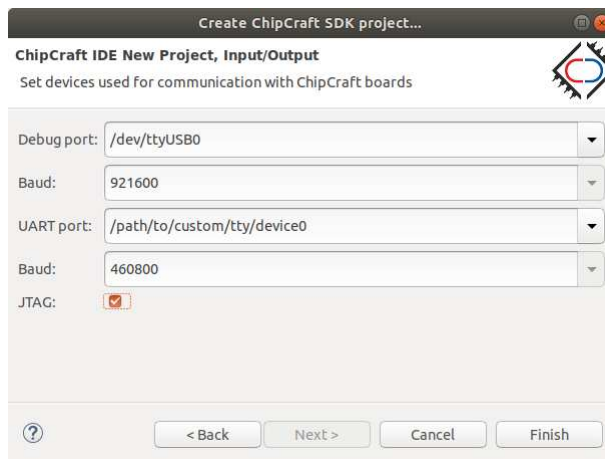 Create ChipCraft SDK project...
ChipCraft IDE New Project, Input/Output
Set devices used for communication with ChipCraft boards
Debug port: /dev/ttyUSB0
Baud: 921600
UART port: /path/to/custom/tty/device0
Baud: 460800
JTAG:
? < Back Next > Cancel Finish